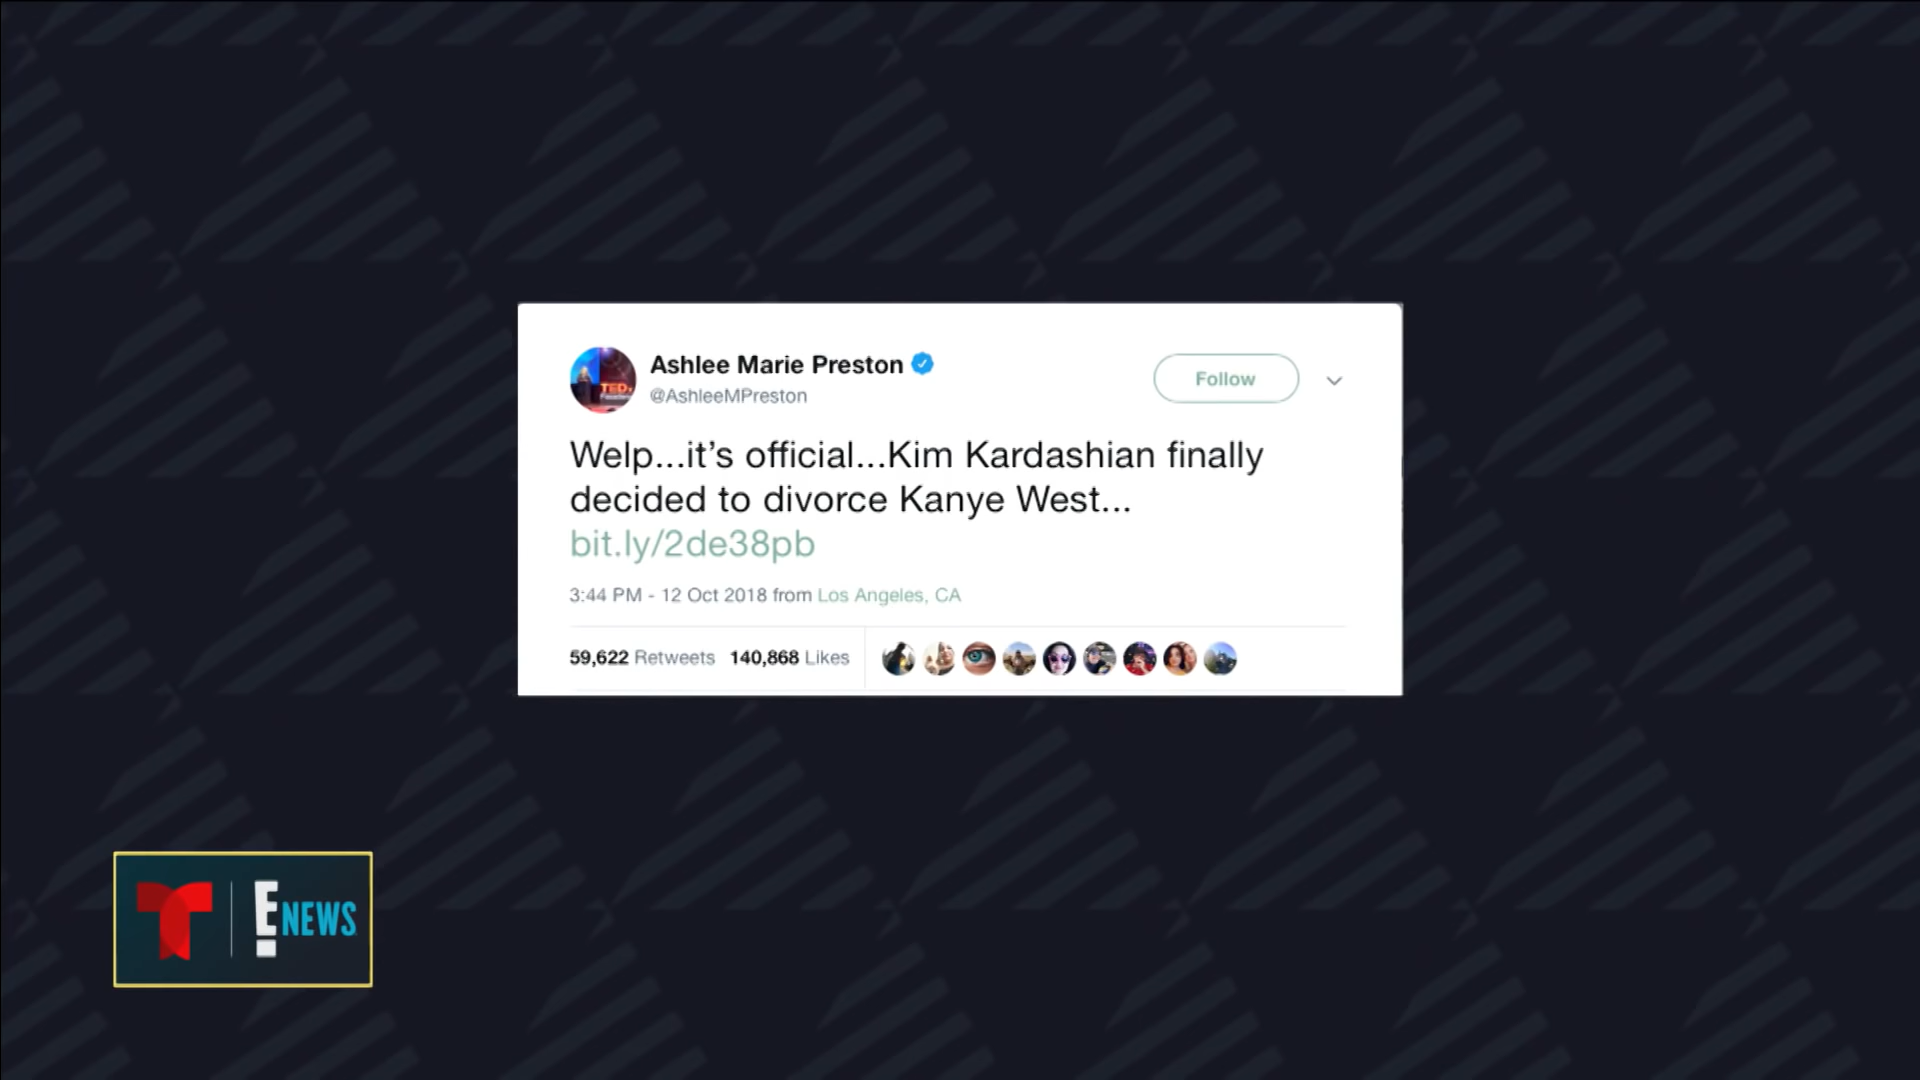 Ashlee Marie Preston
@AshleeMPreston
Follow
Welp...it’s official...Kim Kardashian finally
decided to divorce Kanye West...
bit.ly/2de38pb
3:44 PM - 12 Oct 2018 from Los Angeles, CA
59,622 Retweets 140,868 Likes
TED
E! NEWS